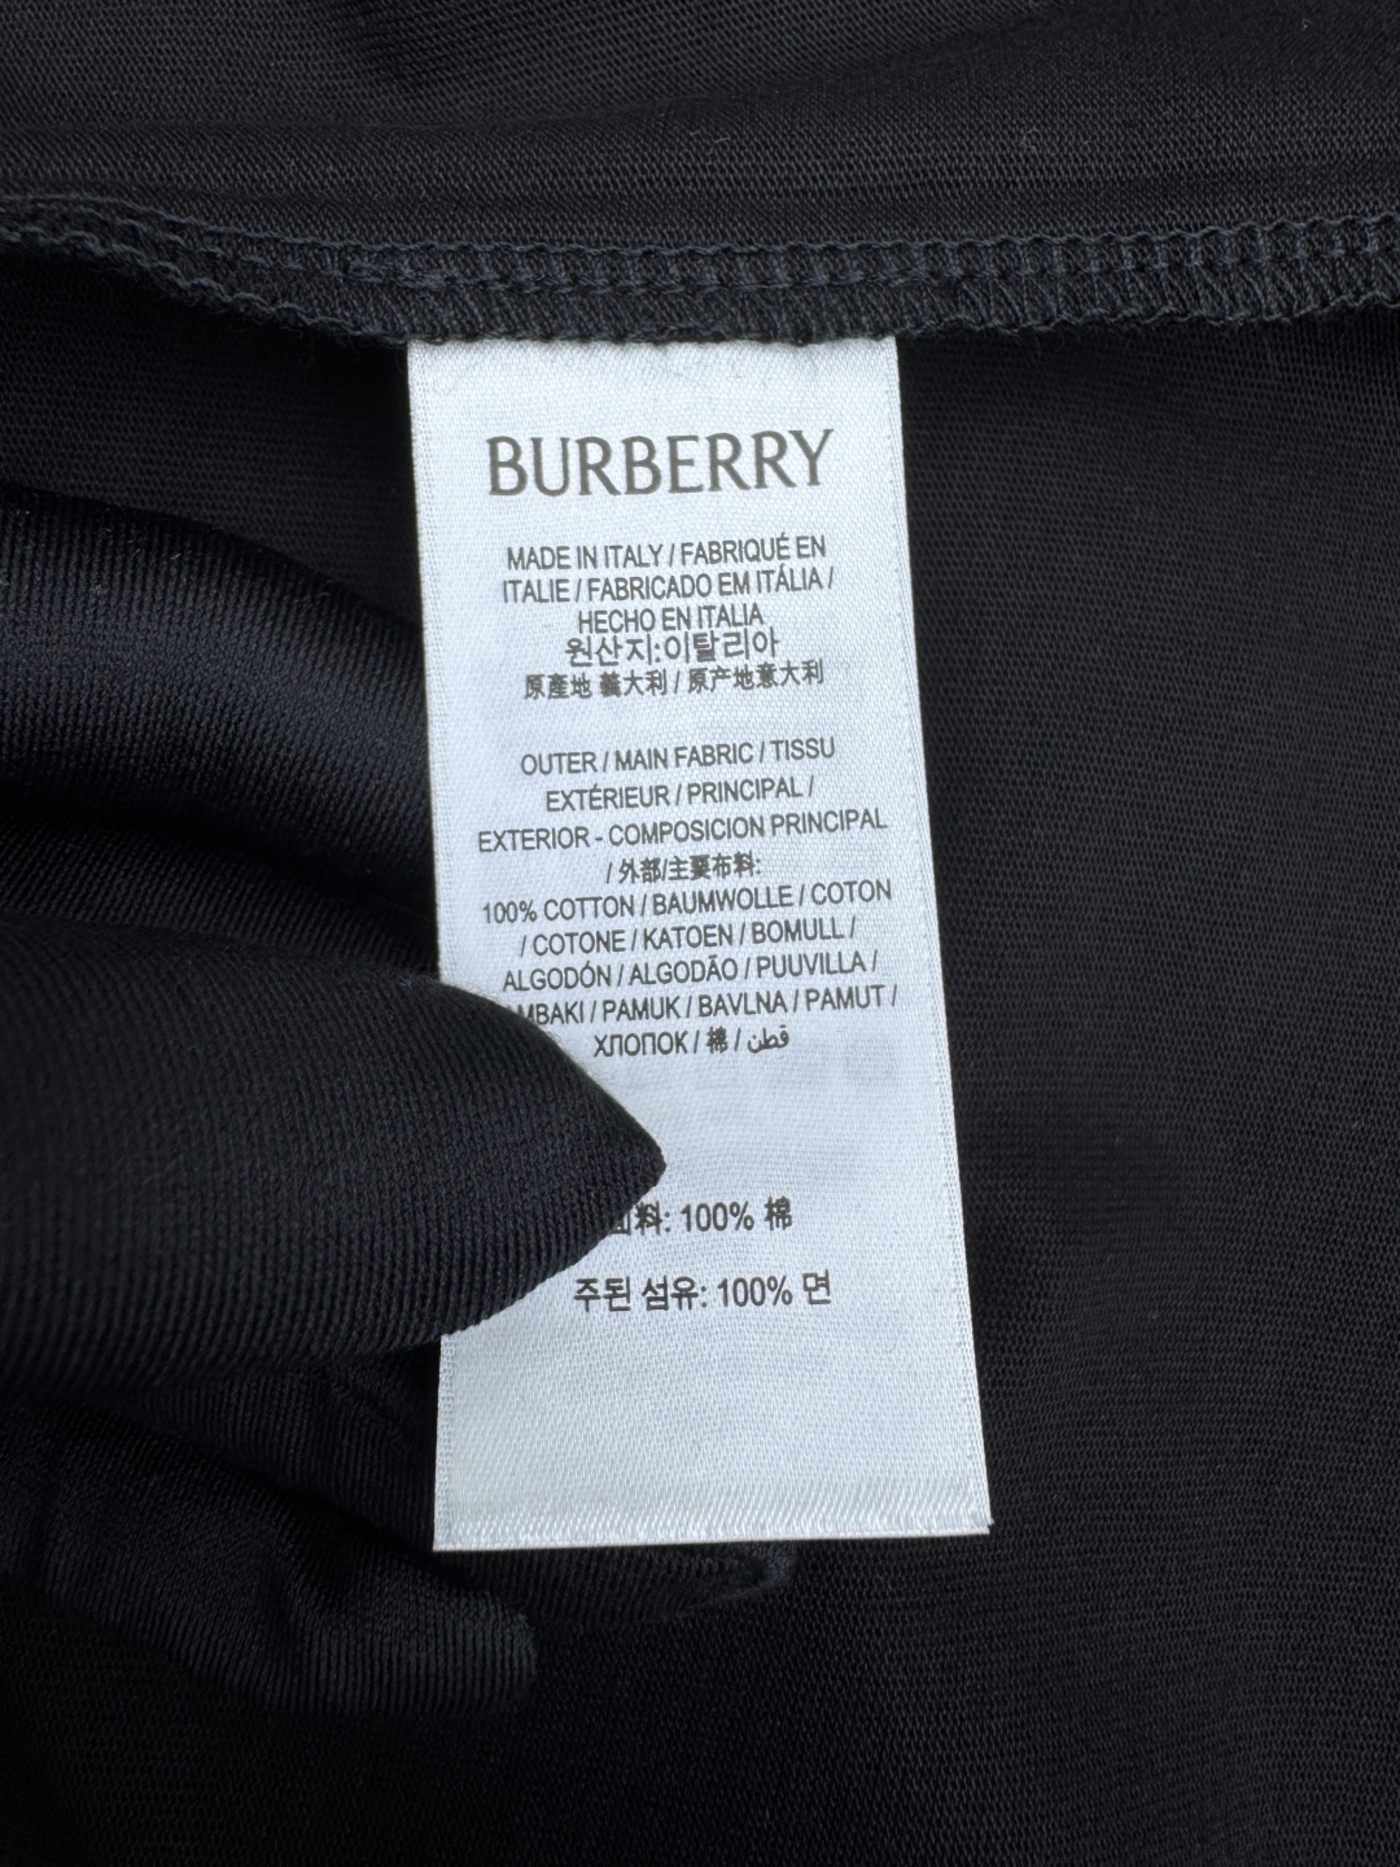 BURBERRY
MADE IN ITALY / FABRIQUÉ EN
ITALIE / FABRICADO EM ITÁLIA /
HECHO EN ITALIA
원산지:이탈리아
原產地 義大利 / 原产地意大利
OUTER / MAIN FABRIC / TISSU
EXTÉRIEUR / PRINCIPAL /
EXTERIOR - COMPOSICION PRINCIPAL
/ 外部/主要布料:
100% COTTON / BAUMWOLLE / COTON
/ COTONE / KATOEN / BOMULL /
ALGODÓN / ALGODÃO / PUUVILLA /
/ PAMUK / BAVLNA / PAMUT /
ХЛОПОК / 棉 / قطن
料: 100% 棉
주된 섬유: 100% 면